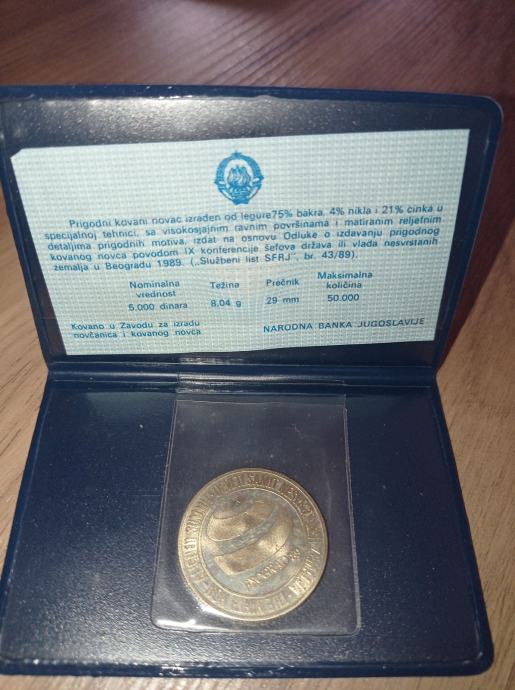 Prigodni kovani novac izrađen od legure75% bakra, 4% nikla i 21% cinka u
specijalnoj tehnici, sa visokosjajnim ravnim površinama i matiranim reljefnim
detaljima prigodnih motiva, izdat na osnovu Odluke o izdavanju prigodnog
kovanog novca povodom IX konferencije šefova država ili vlada nesvrstanih
zemalja u Beogradu 1989. („Službeni list SFRJ", br. 43/89).
Nominalna vrednost Težina Prečnik Maksimalna količina
5.000 dinara 8,04 g 29 mm 50.000
Kovano u Zavodu za izradu
novčanica i kovanog novca
NARODNA BANKA JUGOSLAVIJE